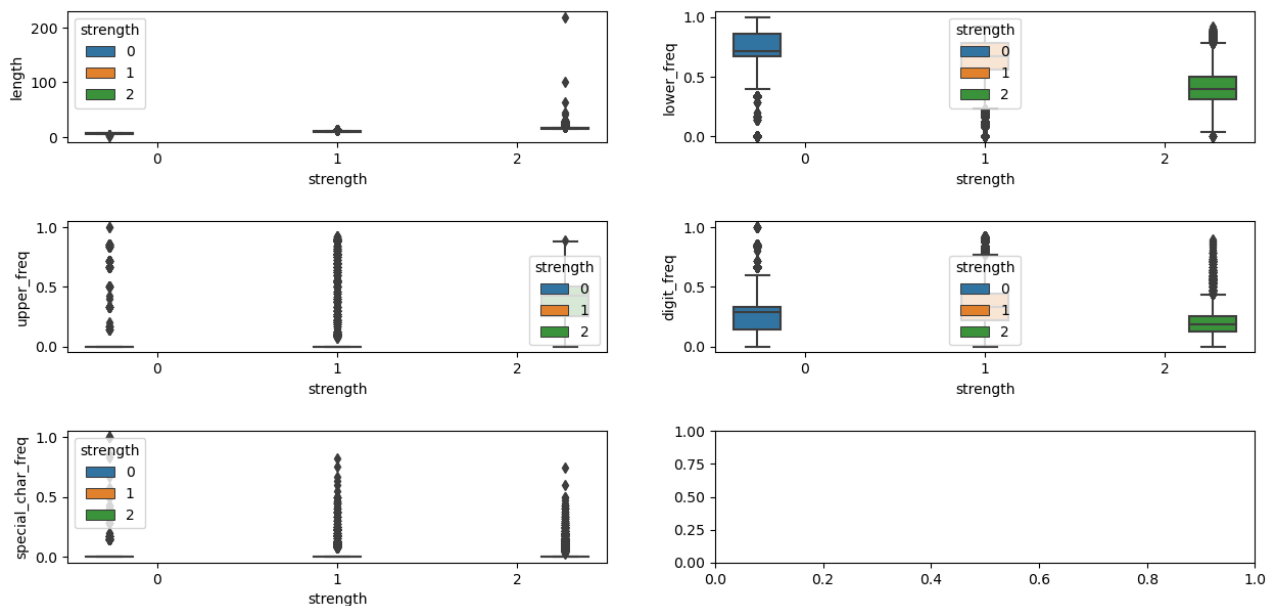 length
200
100
0
strength
0
1
2
0 1 2
strength
lower_freq
1.0
0.5
0.0
strength
0
1
2
0 1 2
strength
upper_freq
1.0
0.5
0.0
strength
0
1
2
0 1 2
strength
digit_freq
1.0
0.5
0.0
strength
0
1
2
0 1 2
strength
special_char_freq
1.0
0.5
0.0
strength
0
1
2
0 1 2
strength
1.00
0.75
0.50
0.25
0.00
0.0 0.2 0.4 0.6 0.8 1.0